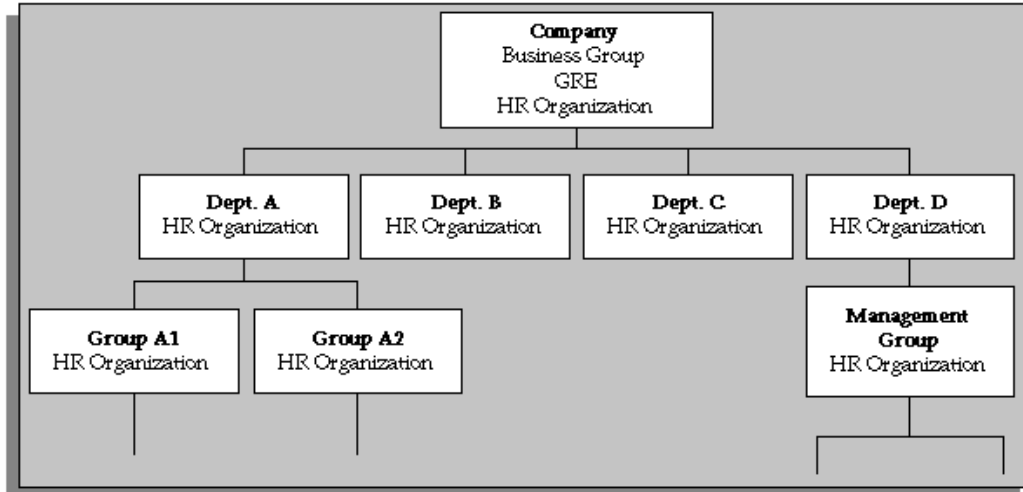 Company
Business Group
GRE
HR Organization
Dept. A
HR Organization
Dept. B
HR Organization
Dept. C
HR Organization
Dept. D
HR Organization
Group A1
HR Organization
Group A2
HR Organization
Management
Group
HR Organization